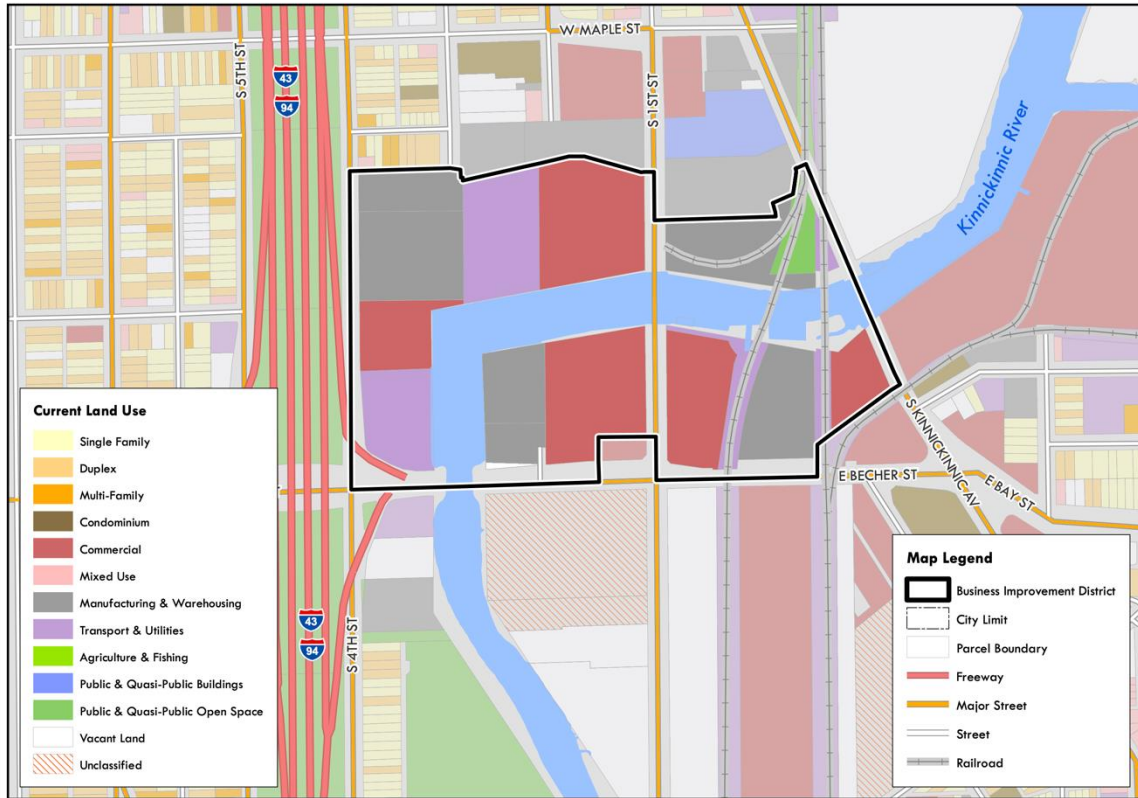 W MAPLE ST
S 5TH ST
43
94
S 1ST ST
Kinnickinnic River
Current Land Use
Single Family
Duplex
Multi-Family
Condominium
Commercial
Mixed Use
Manufacturing & Warehousing
Transport & Utilities
Agriculture & Fishing
Public & Quasi-Public Buildings
Public & Quasi-Public Open Space
Vacant Land
Unclassified
43
94
S 4TH ST
S KINNICKINNIC AV
E BECHER ST
E BAY ST
Map Legend
Business Improvement District
City Limit
Parcel Boundary
Freeway
Major Street
Street
Railroad